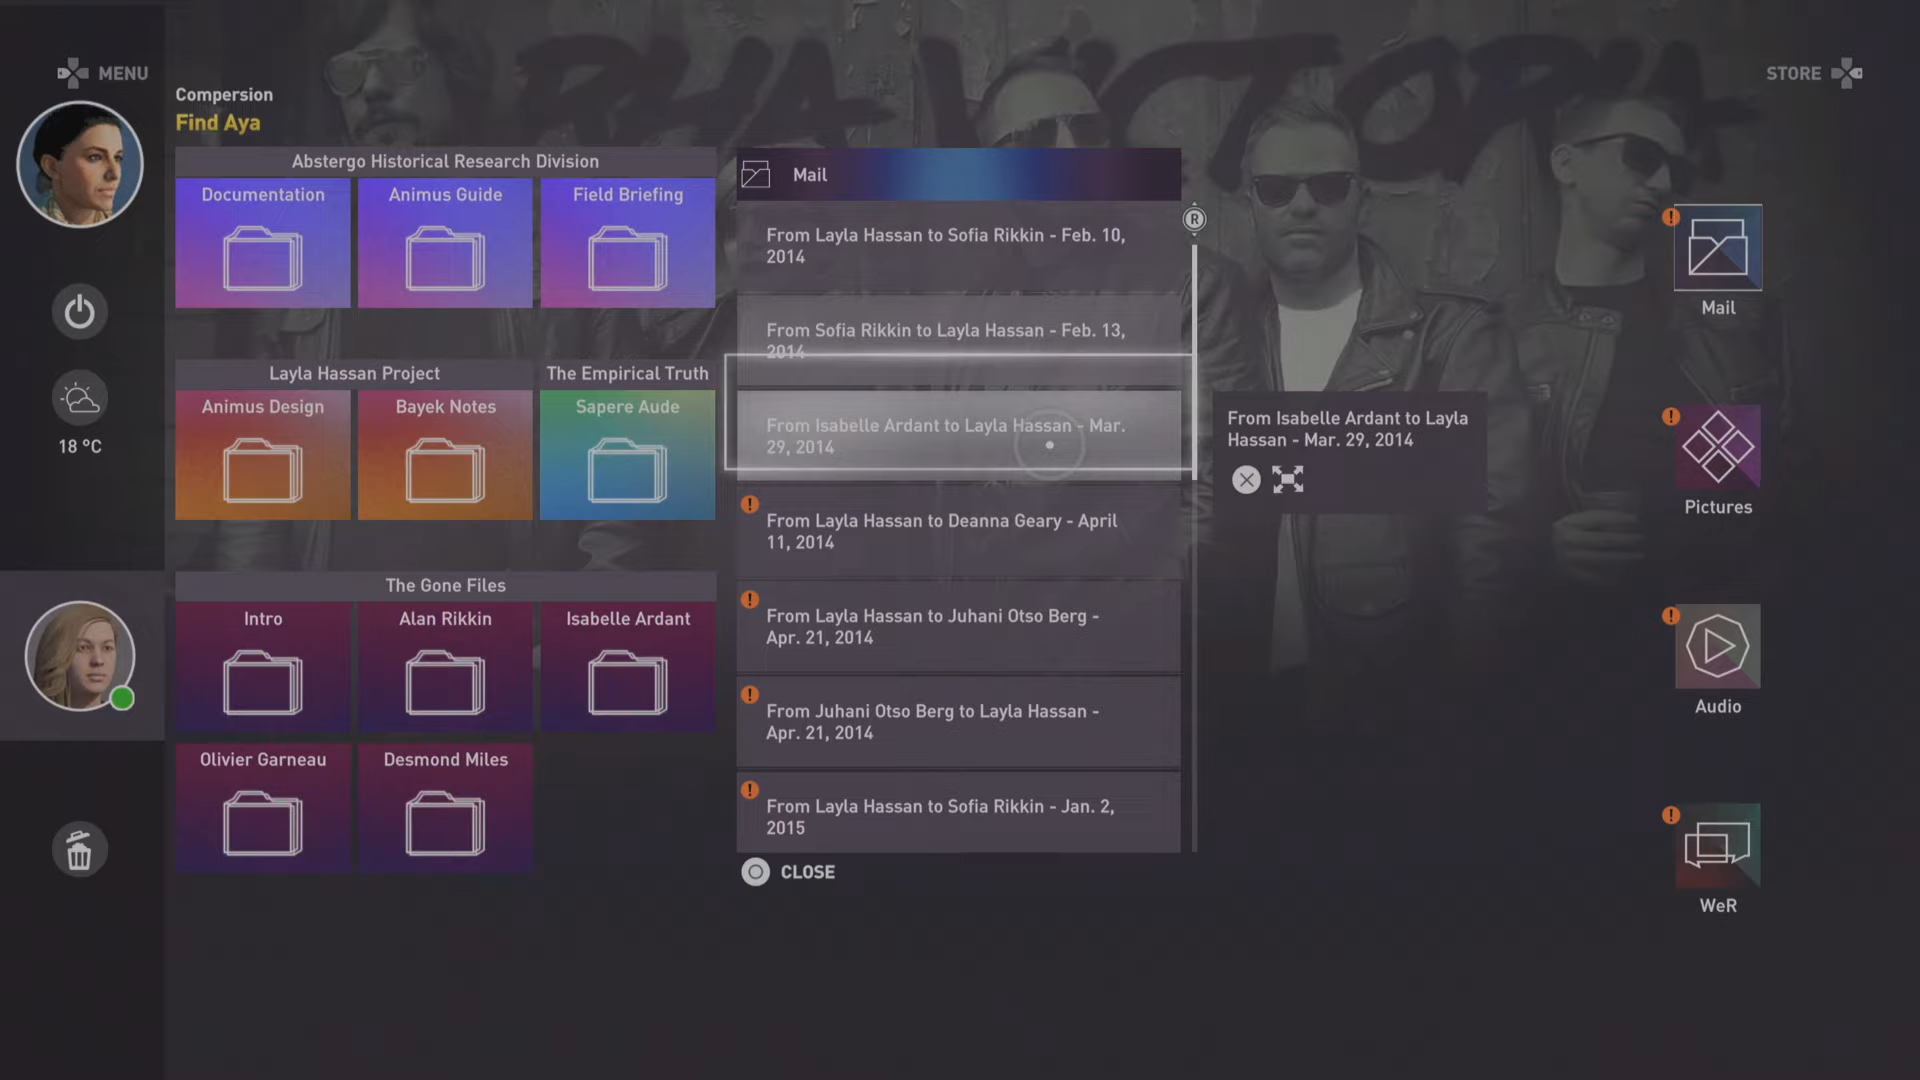 MENU
STORE
Compersion
Find Aya
Abstergo Historical Research Division
Documentation
Animus Guide
Field Briefing
Layla Hassan Project
The Empirical Truth
Animus Design
Bayek Notes
Sapere Aude
The Gone Files
Intro
Alan Rikkin
Isabelle Ardant
Olivier Garneau
Desmond Miles
18 °C
Mail
R
From Layla Hassan to Sofia Rikkin - Feb. 10,
2014
From Sofia Rikkin to Layla Hassan - Feb. 13,
2014
From Isabelle Ardant to Layla Hassan - Mar.
29, 2014
From Layla Hassan to Deanna Geary - April
11, 2014
From Layla Hassan to Juhani Otso Berg -
Apr. 21, 2014
From Juhani Otso Berg to Layla Hassan -
Apr. 21, 2014
From Layla Hassan to Sofia Rikkin - Jan. 2,
2015
CLOSE
From Isabelle Ardant to Layla
Hassan - Mar. 29, 2014
Mail
Pictures
Audio
WeR